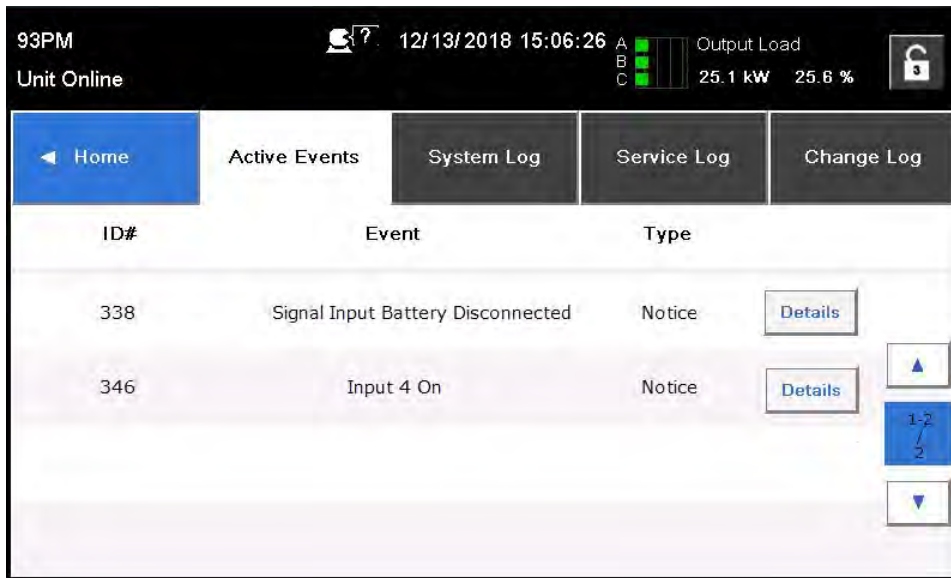 93PM
Unit Online
?
12/13/2018 15:06:26
A
B
C
Output Load
25.1 kW 25.6 %
3
◄ Home
Active Events
System Log
Service Log
Change Log
ID# Event Type
338 Signal Input Battery Disconnected Notice Details
346 Input 4 On Notice Details
▲
1-2
/
2
▼